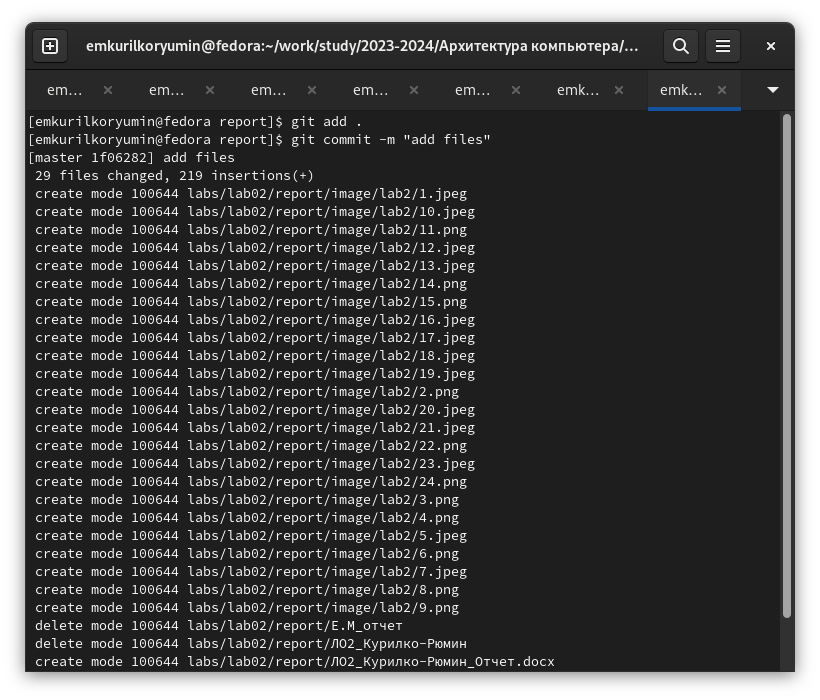 emkurilkoryumin@fedora:~/work/study/2023-2024/Архитектура компьютера/...
em... em... em... em... em... emk... emk...
[emkurilkoryumin@fedora report]$ git add .
[emkurilkoryumin@fedora report]$ git commit -m "add files"
[master 1f06282] add files
29 files changed, 219 insertions(+)
create mode 100644 labs/lab02/report/image/lab2/1.jpeg
create mode 100644 labs/lab02/report/image/lab2/10.jpeg
create mode 100644 labs/lab02/report/image/lab2/11.png
create mode 100644 labs/lab02/report/image/lab2/12.jpeg
create mode 100644 labs/lab02/report/image/lab2/13.jpeg
create mode 100644 labs/lab02/report/image/lab2/14.png
create mode 100644 labs/lab02/report/image/lab2/15.png
create mode 100644 labs/lab02/report/image/lab2/16.jpeg
create mode 100644 labs/lab02/report/image/lab2/17.jpeg
create mode 100644 labs/lab02/report/image/lab2/18.jpeg
create mode 100644 labs/lab02/report/image/lab2/19.jpeg
create mode 100644 labs/lab02/report/image/lab2/2.png
create mode 100644 labs/lab02/report/image/lab2/20.jpeg
create mode 100644 labs/lab02/report/image/lab2/21.jpeg
create mode 100644 labs/lab02/report/image/lab2/22.png
create mode 100644 labs/lab02/report/image/lab2/23.jpeg
create mode 100644 labs/lab02/report/image/lab2/24.png
create mode 100644 labs/lab02/report/image/lab2/3.png
create mode 100644 labs/lab02/report/image/lab2/4.png
create mode 100644 labs/lab02/report/image/lab2/5.jpeg
create mode 100644 labs/lab02/report/image/lab2/6.png
create mode 100644 labs/lab02/report/image/lab2/7.jpeg
create mode 100644 labs/lab02/report/image/lab2/8.png
create mode 100644 labs/lab02/report/image/lab2/9.png
delete mode 100644 labs/lab02/report/Е.М_отчет
delete mode 100644 labs/lab02/report/ЛО2_Курилко-Рюмин
create mode 100644 labs/lab02/report/ЛО2_Курилко-Рюмин_Отчет.docx